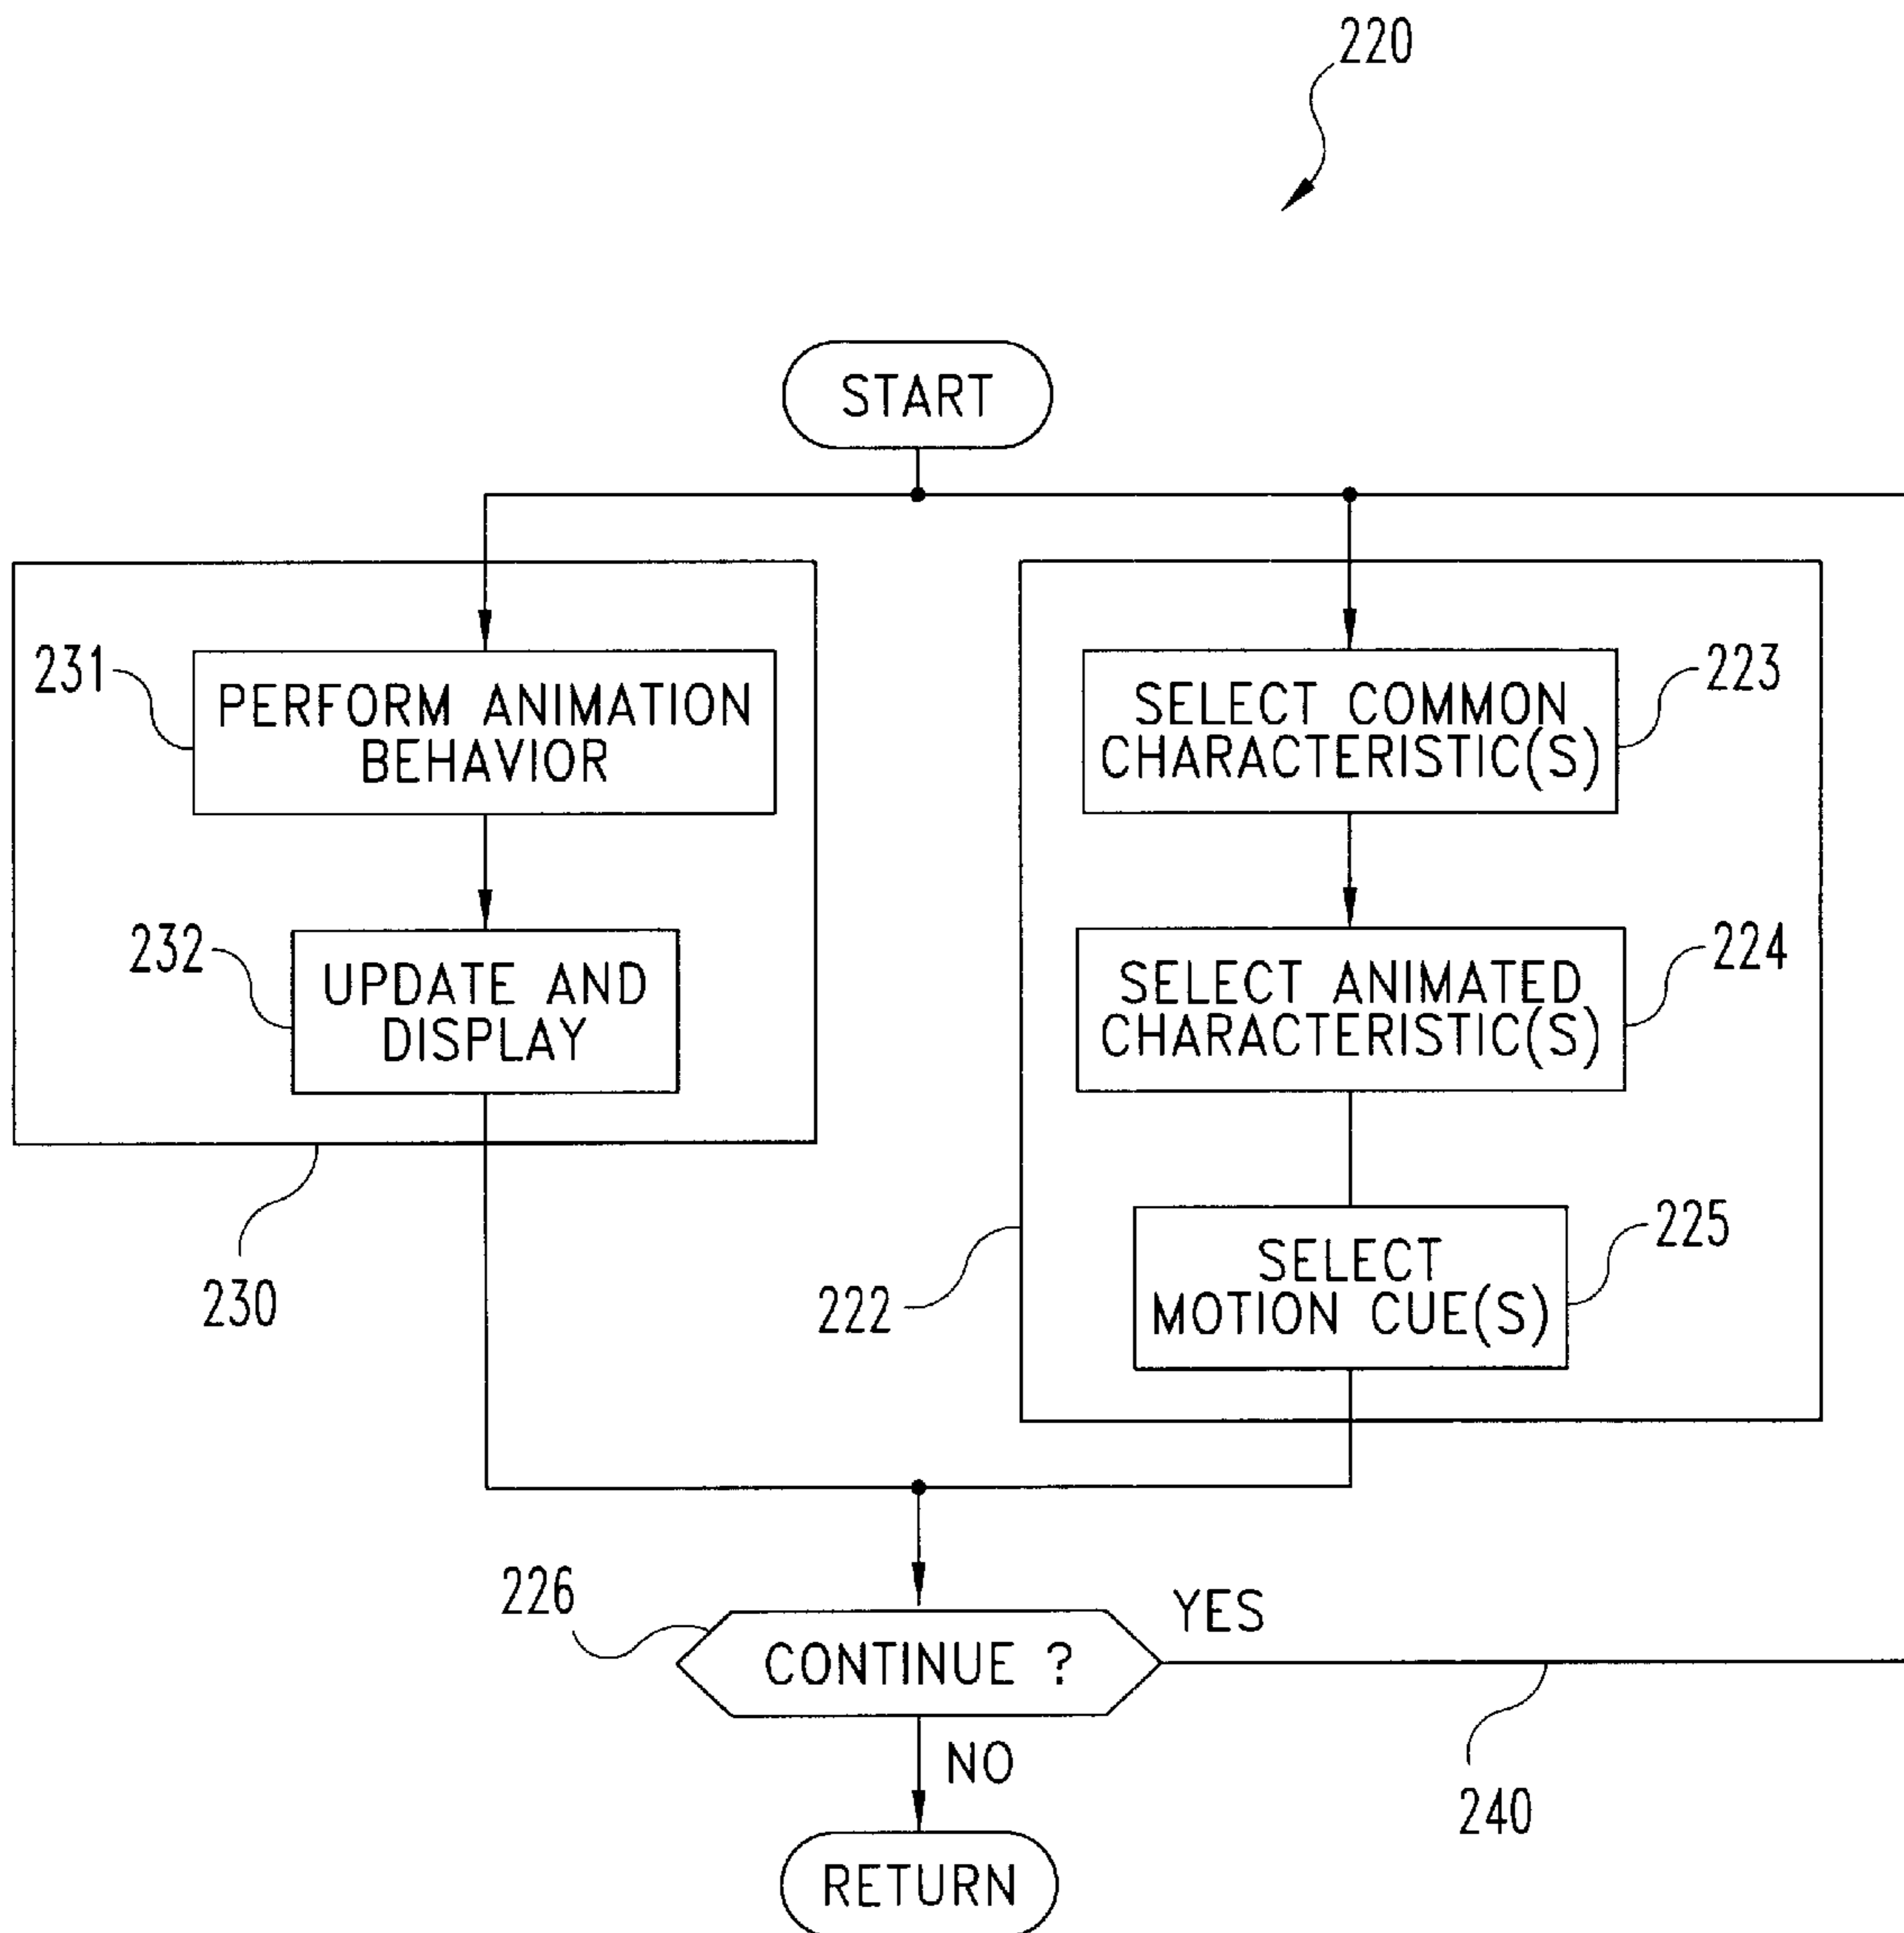 220
START
231
PERFORM ANIMATION
BEHAVIOR
223
SELECT COMMON
CHARACTERISTIC(S)
232
UPDATE AND
DISPLAY
224
SELECT ANIMATED
CHARACTERISTIC(S)
230
222
225
SELECT
MOTION CUE(S)
226
CONTINUE ?
YES
NO
240
RETURN